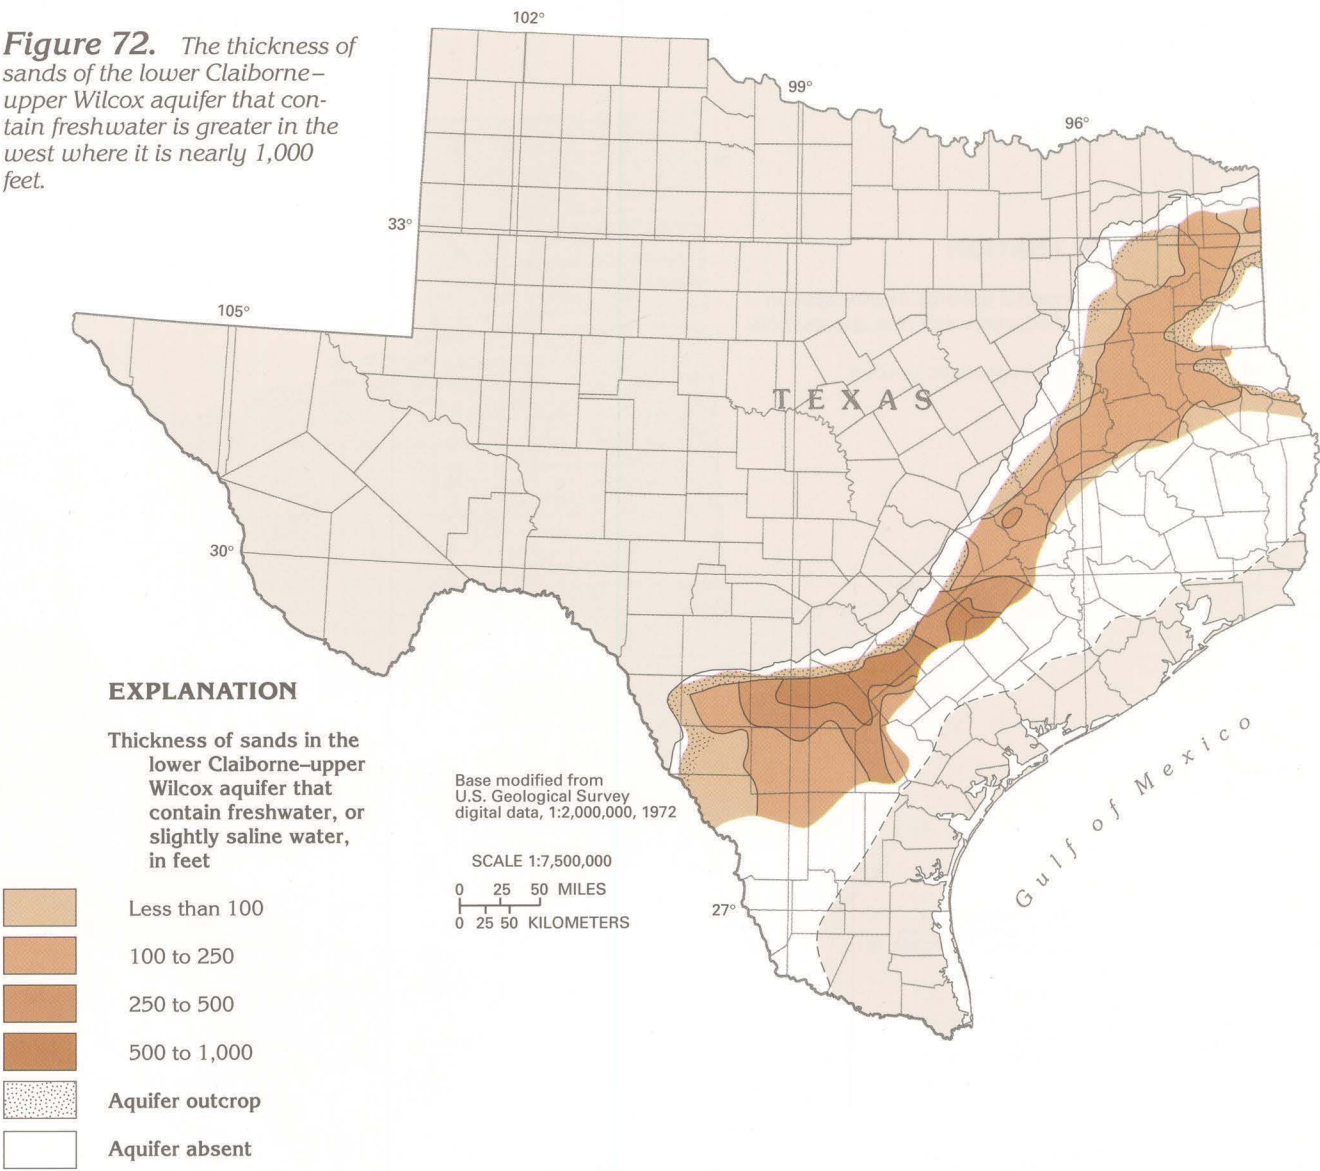 Figure 72. The thickness of
sands of the lower Claiborne–
upper Wilcox aquifer that con-
tain freshwater is greater in the
west where it is nearly 1,000
feet.
102°
99°
96°
33°
105°
TEXAS
30°
EXPLANATION
Thickness of sands in the
lower Claiborne–upper
Wilcox aquifer that
contain freshwater, or
slightly saline water,
in feet
Less than 100
100 to 250
250 to 500
500 to 1,000
Aquifer outcrop
Aquifer absent
Base modified from
U.S. Geological Survey
digital data, 1:2,000,000, 1972
SCALE 1:7,500,000
0 25 50 MILES
0 25 50 KILOMETERS
27°
Gulf of Mexico